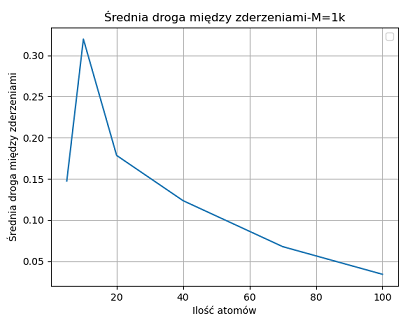 Średnia droga między zderzeniami-M=1k
Średnia droga między zderzeniami
0.30
0.25
0.20
0.15
0.10
0.05
20 40 60 80 100
Ilość atomów